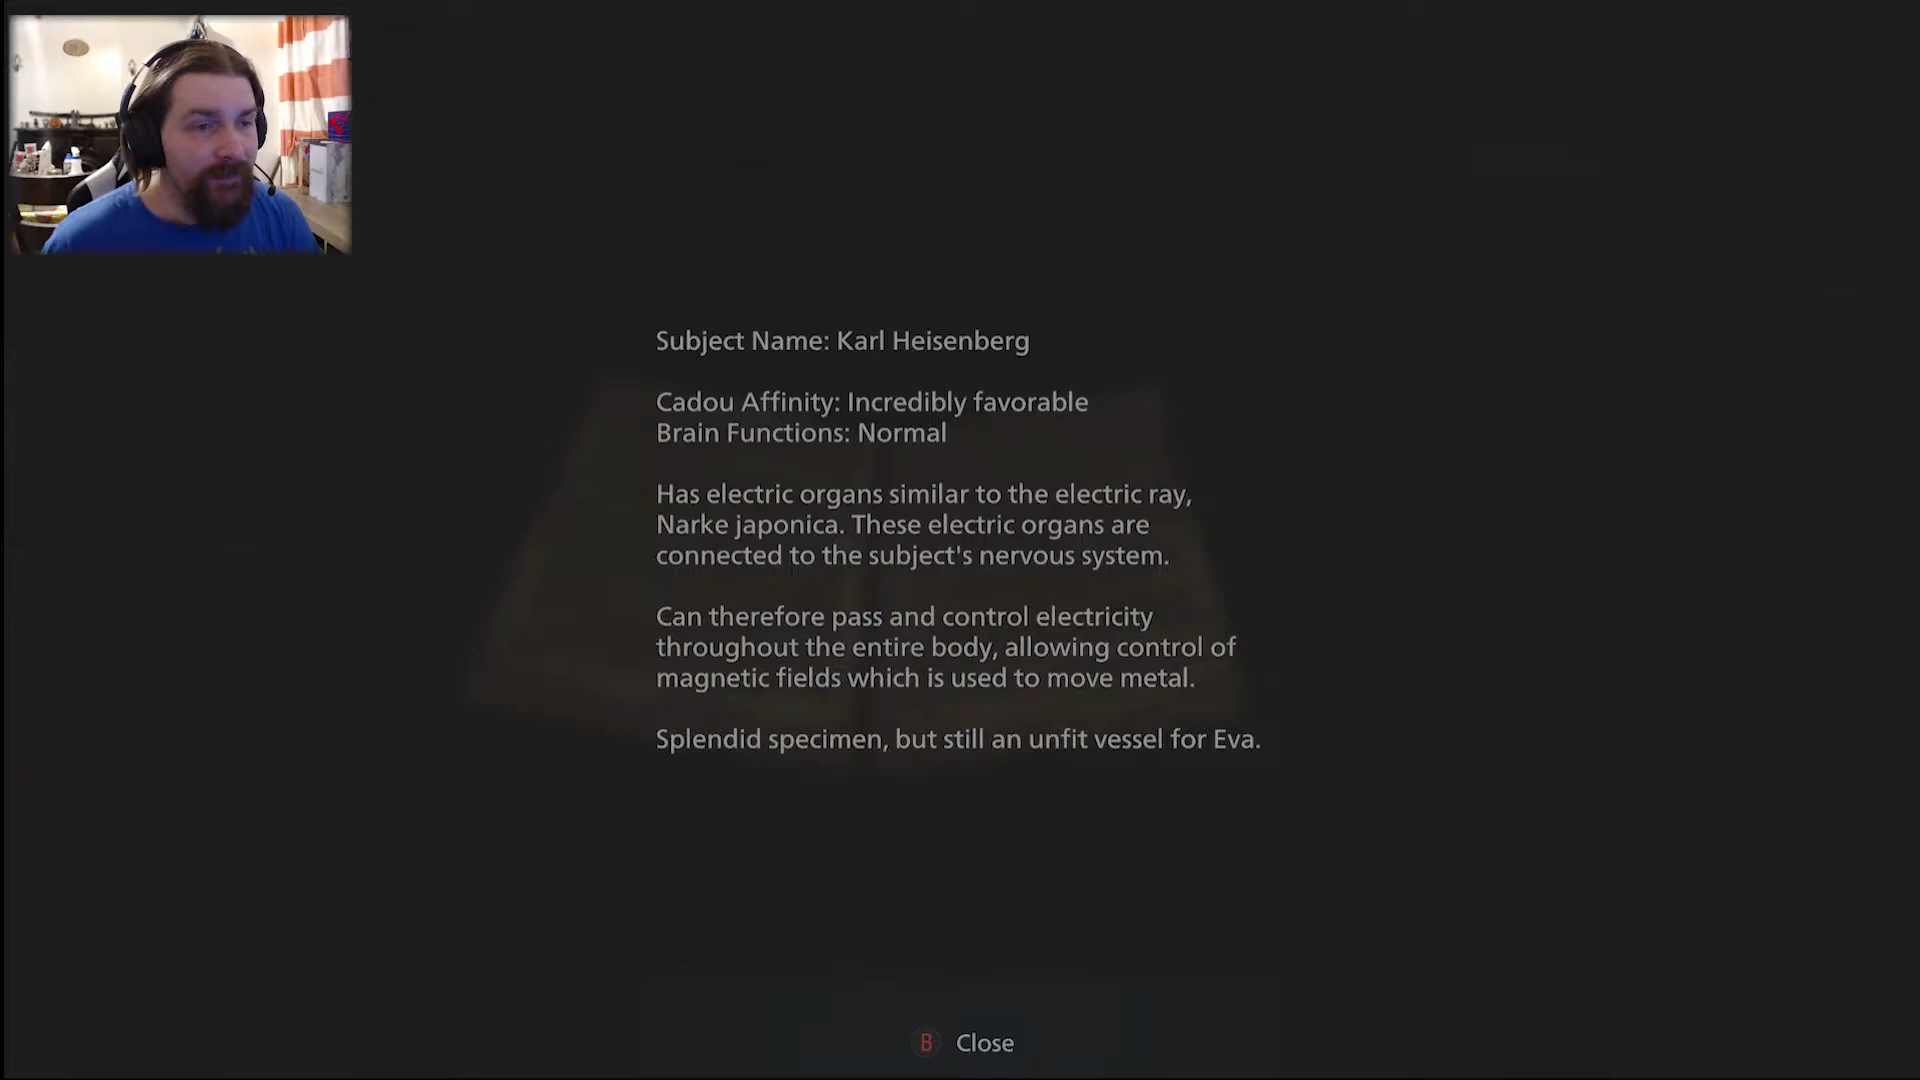 Subject Name: Karl Heisenberg
Cadou Affinity: Incredibly favorable
Brain Functions: Normal
Has electric organs similar to the electric ray,
Narke japonica. These electric organs are
connected to the subject's nervous system.
Can therefore pass and control electricity
throughout the entire body, allowing control of
magnetic fields which is used to move metal.
Splendid specimen, but still an unfit vessel for Eva.
B Close